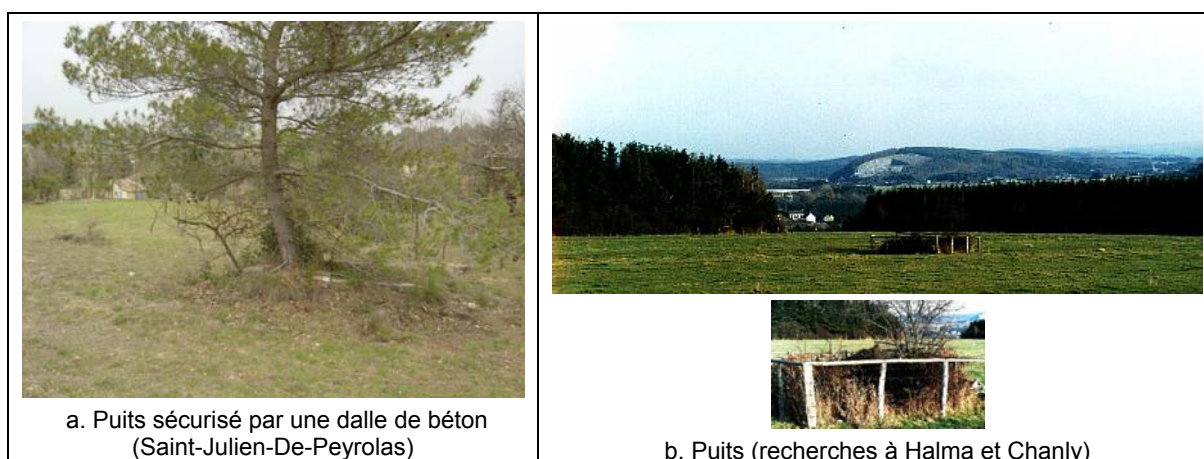 a. Puits sécurisé par une dalle de béton
(Saint-Julien-De-Peyrolas)
b. Puits (recherches à Halma et Chanly)